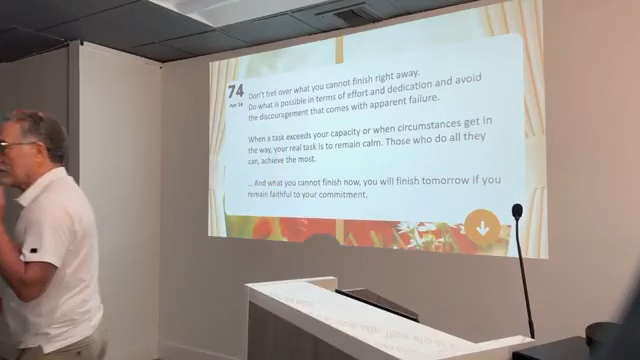 74
Apr 14
Don't fret over what you cannot finish right away.
Do what is possible in terms of effort and dedication and avoid
the discouragement that comes with apparent failure.
When a task exceeds your capacity or when circumstances get in
the way, your real task is to remain calm. Those who do all they
can, achieve the most.
... And what you cannot finish now, you will finish tomorrow if you
remain faithful to your commitment.